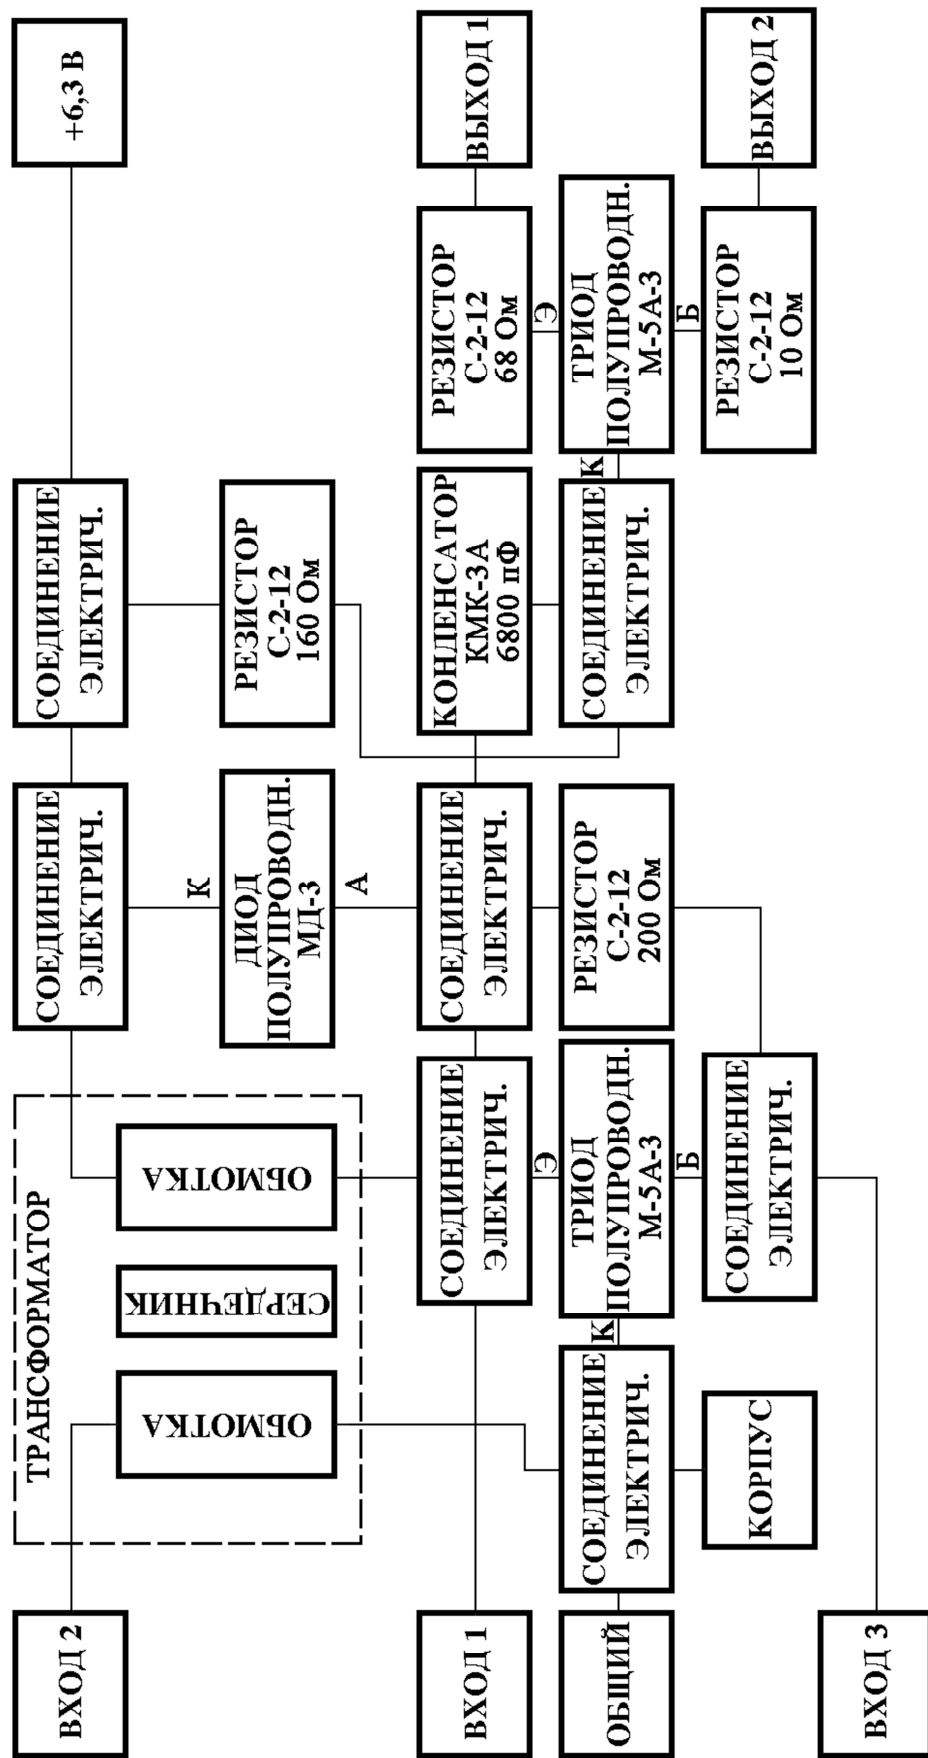 ТРАНСФОРМАТОР
ВХОД 2
ОБМОТКА
СЕРДЕЧНИК
ОБМОТКА
СОЕДИНЕНИЕ
ЭЛЕКТРИЧ.
СОЕДИНЕНИЕ
ЭЛЕКТРИЧ.
+6,3 В
К
ДИОД
ПОЛУПРОВОДН.
МД-3
А
РЕЗИСТОР
С-2-12
160 Ом
ВХОД 1
СОЕДИНЕНИЕ
ЭЛЕКТРИЧ.
СОЕДИНЕНИЕ
ЭЛЕКТРИЧ.
КОНДЕНСАТОР
КМК-3А
6800 пФ
РЕЗИСТОР
С-2-12
68 Ом
ВЫХОД 1
Э
Э
ОБЩИЙ
СОЕДИНЕНИЕ
ЭЛЕКТРИЧ.
К
ТРИОД
ПОЛУПРОВОДН.
М-5А-3
РЕЗИСТОР
С-2-12
200 Ом
СОЕДИНЕНИЕ
ЭЛЕКТРИЧ.
К
ТРИОД
ПОЛУПРОВОДН.
М-5А-3
Б
Б
КОРПУС
СОЕДИНЕНИЕ
ЭЛЕКТРИЧ.
РЕЗИСТОР
С-2-12
10 Ом
ВЫХОД 2
ВХОД 3